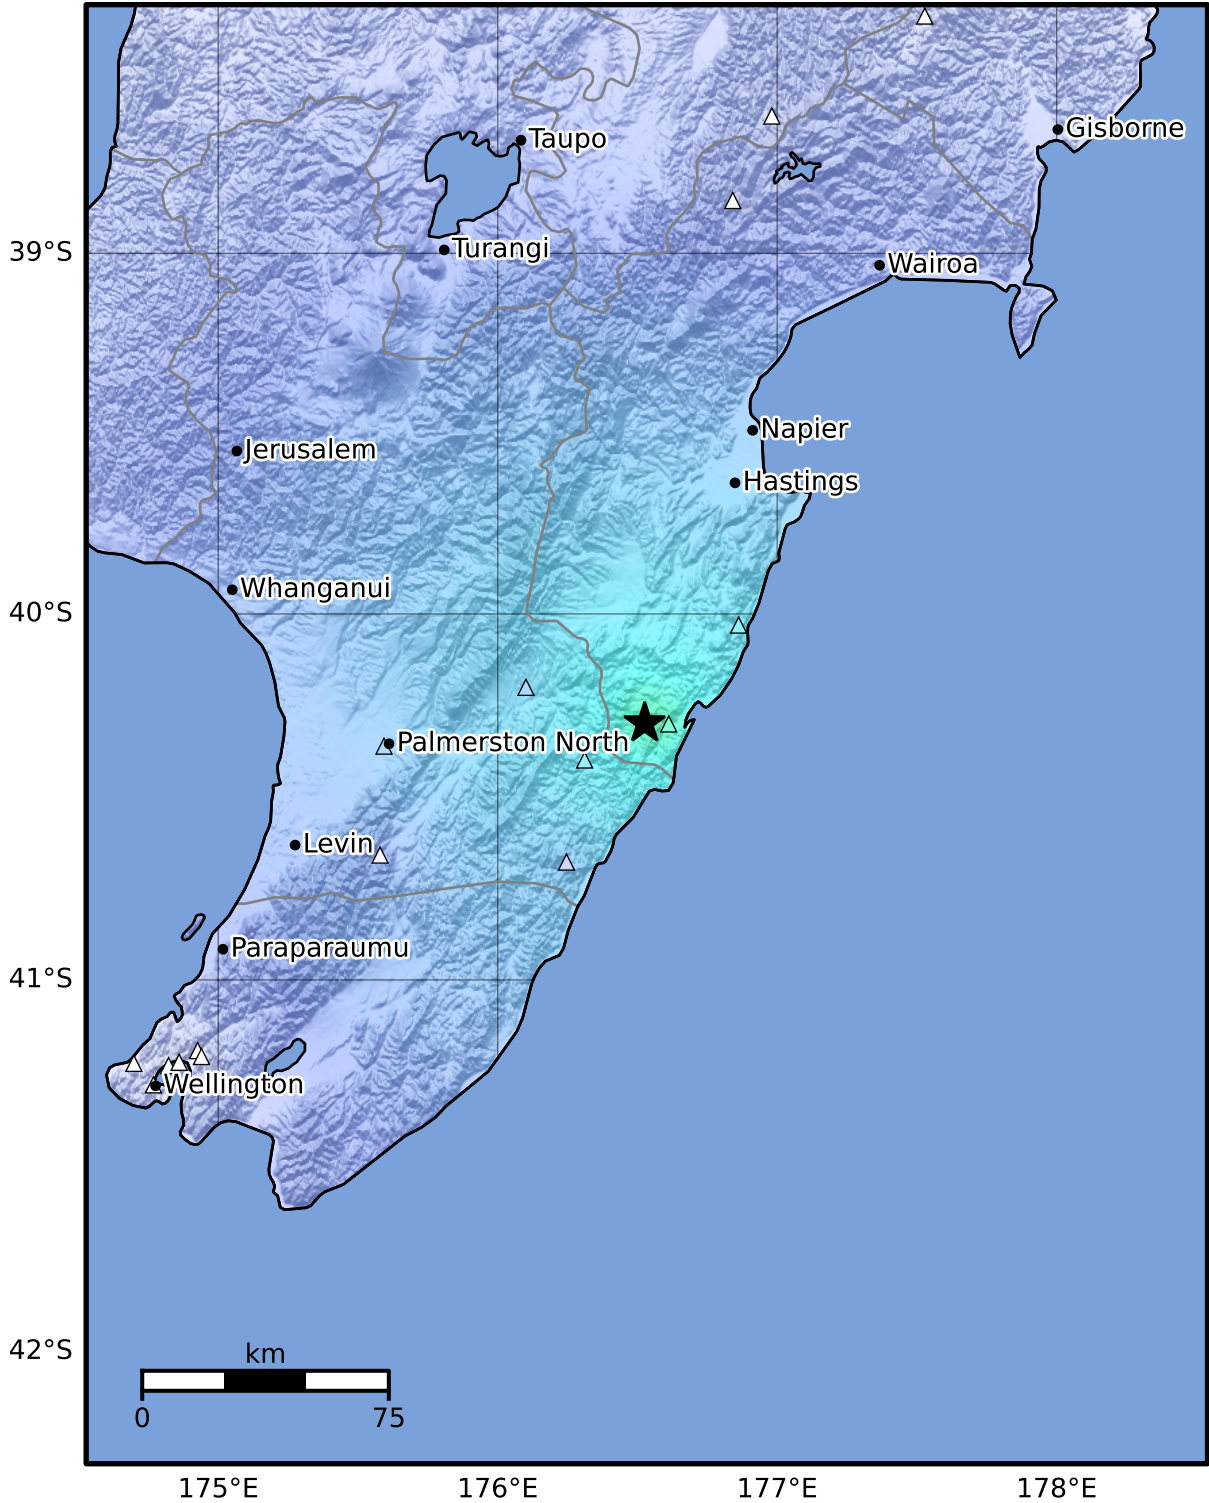 Gisborne
Taupo
Turangi
39°S
Wairoa
Napier
Jerusalem
Hastings
Whanganui
40°S
Palmerston North
Levin
Paraparaumu
41°S
Wellington
42°S
km
0
75
175°E
176°E
177°E
178°E